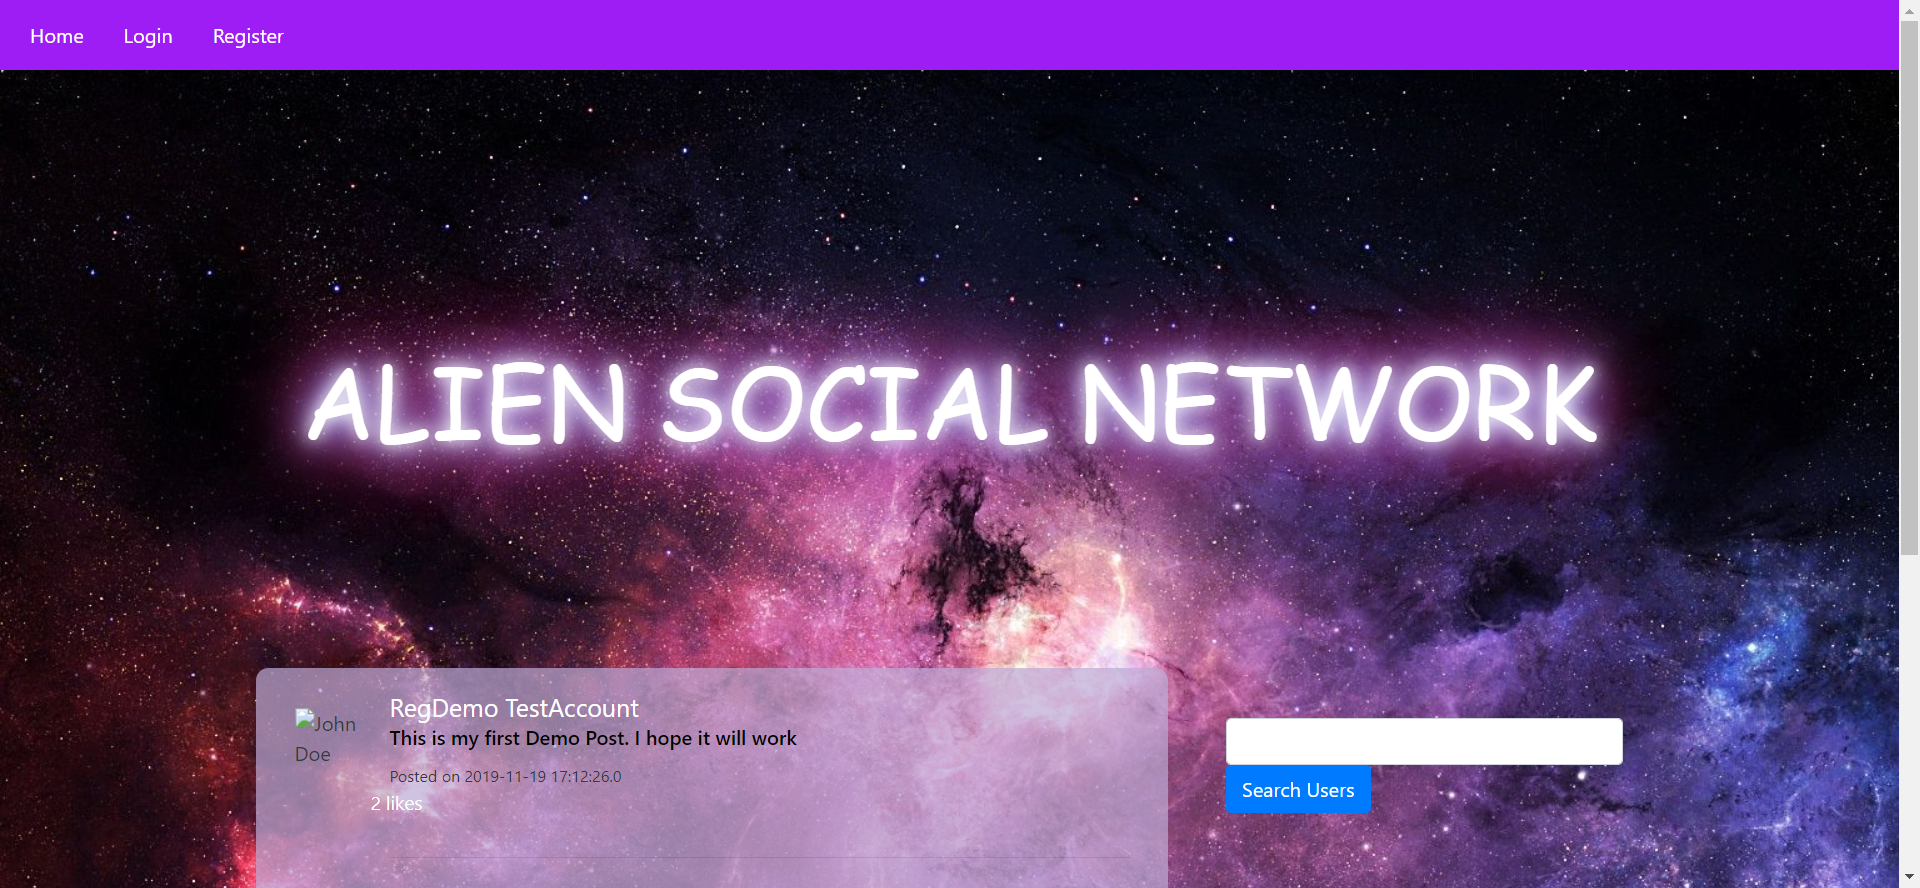 Home Login Register
ALIEN SOCIAL NETWORK
John
Doe
RegDemo TestAccount
This is my first Demo Post. I hope it will work
Posted on 2019-11-19 17:12:26.0
2 likes
Search Users